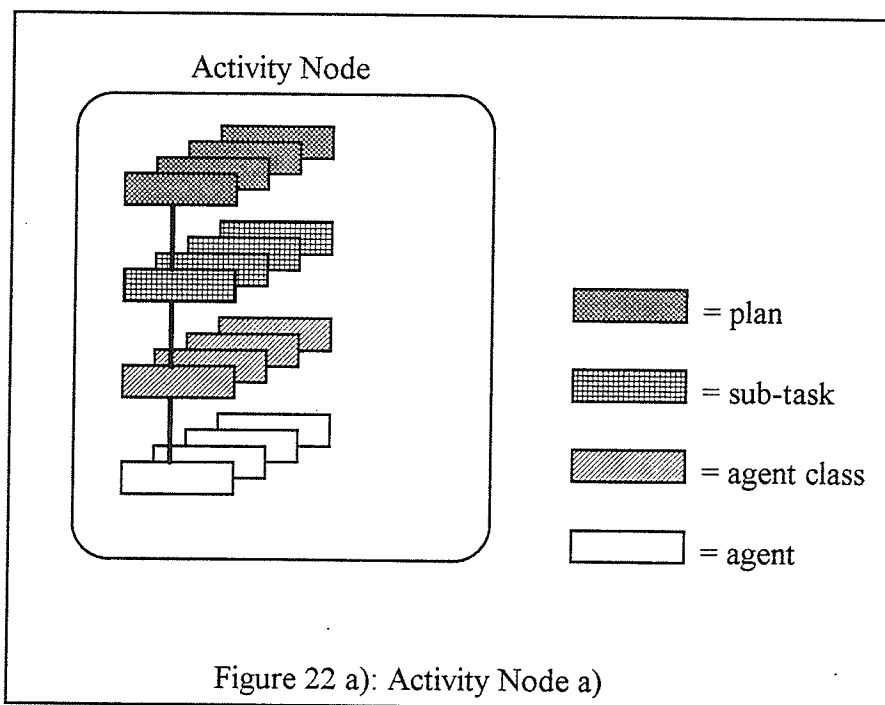 Activity Node
= plan
= sub-task
= agent class
= agent
Figure 22 a): Activity Node a)